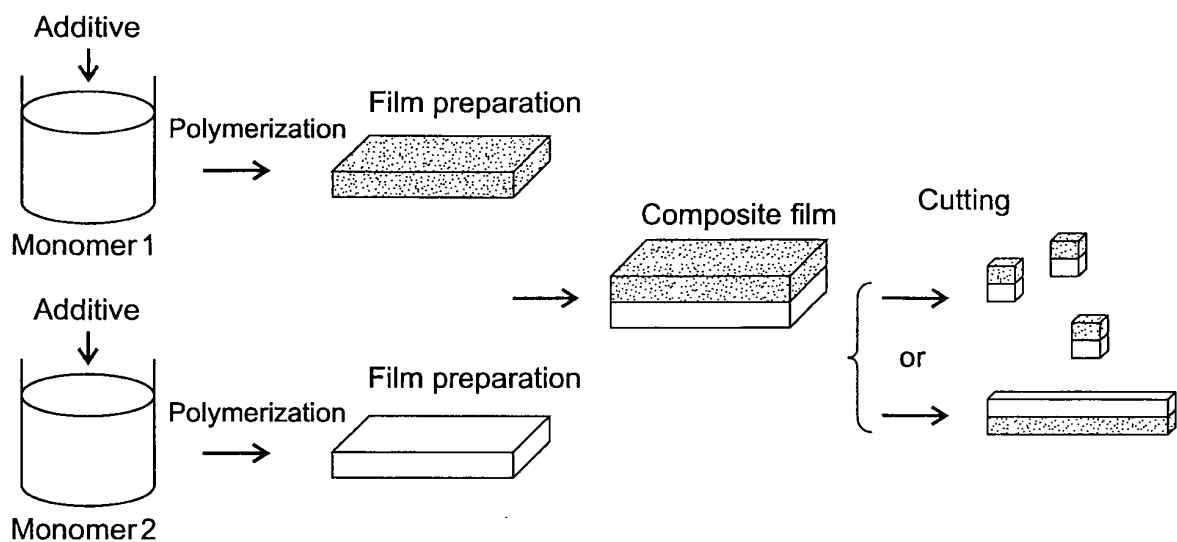 Additive
Monomer 1
Polymerization
Film preparation
Additive
Monomer 2
Polymerization
Film preparation
Composite film
Cutting
or